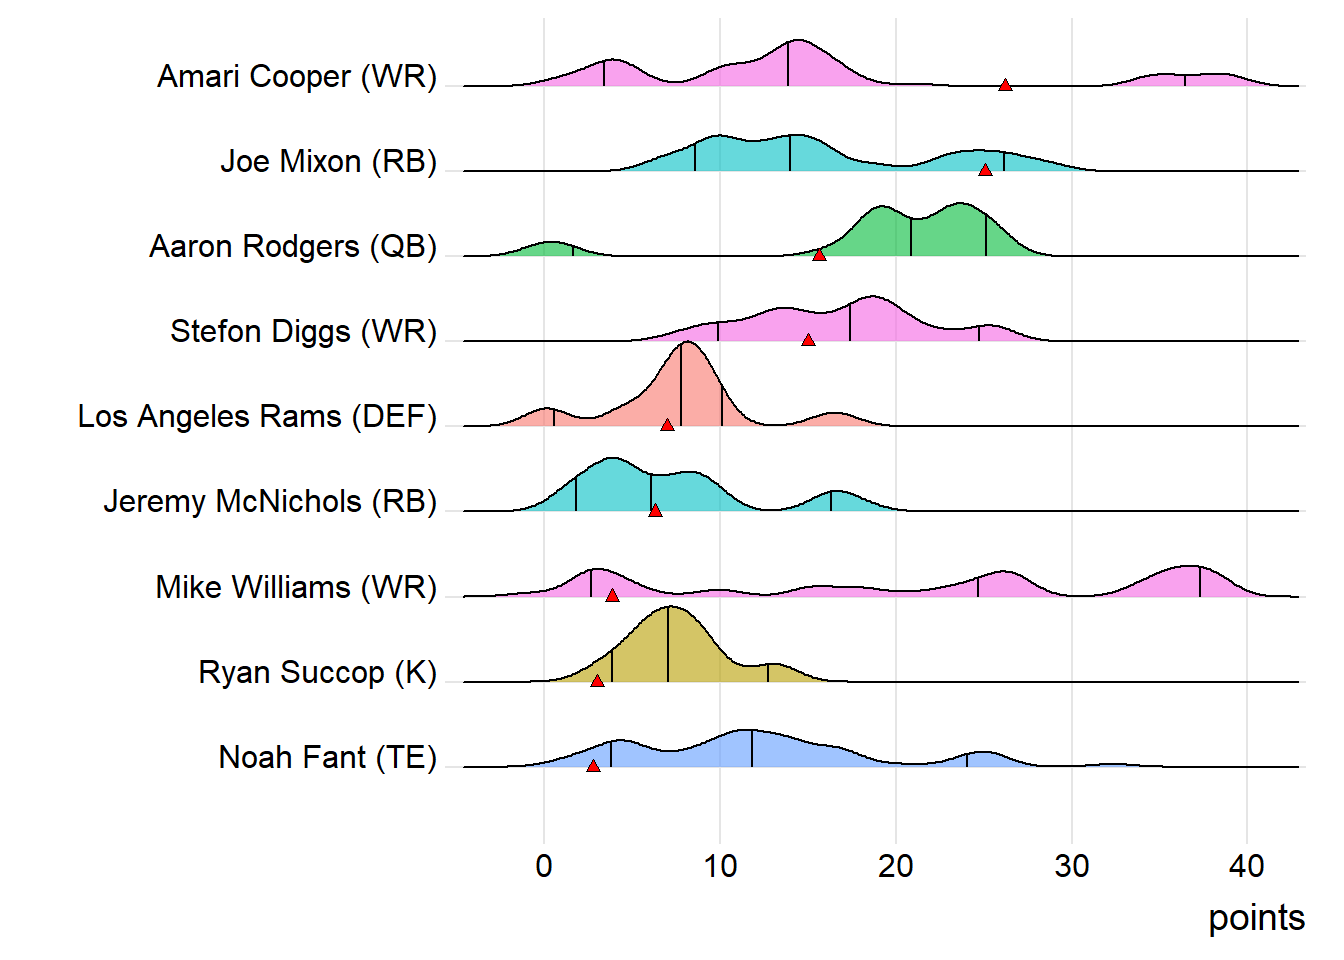 Amari Cooper (WR)
Joe Mixon (RB)
Aaron Rodgers (QB)
Stefon Diggs (WR)
Los Angeles Rams (DEF)
Jeremy McNichols (RB)
Mike Williams (WR)
Ryan Succop (K)
Noah Fant (TE)
0 10 20 30 40
points